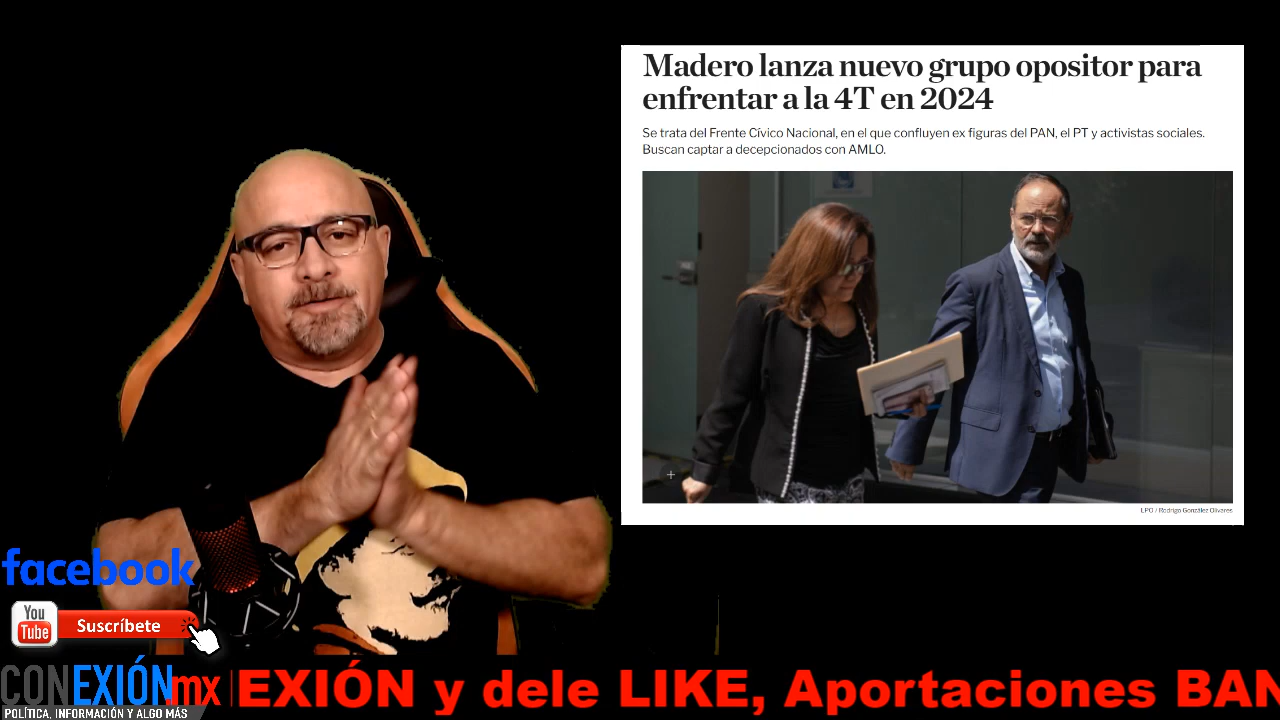 Madero lanza nuevo grupo opositor para
enfrentar a la 4T en 2024
Se trata del Frente Cívico Nacional, en el que confluyen ex figuras del PAN, el PT y activistas sociales.
Buscan captar a decepcionados con AMLO.
LPO / Rodrigo González Olivares
facebook
You
Tube
Suscríbete
CONEXIÓNmx
POLÍTICA, INFORMACIÓN Y ALGO MÁS
EXIÓN y dele LIKE, Aportaciones BAN